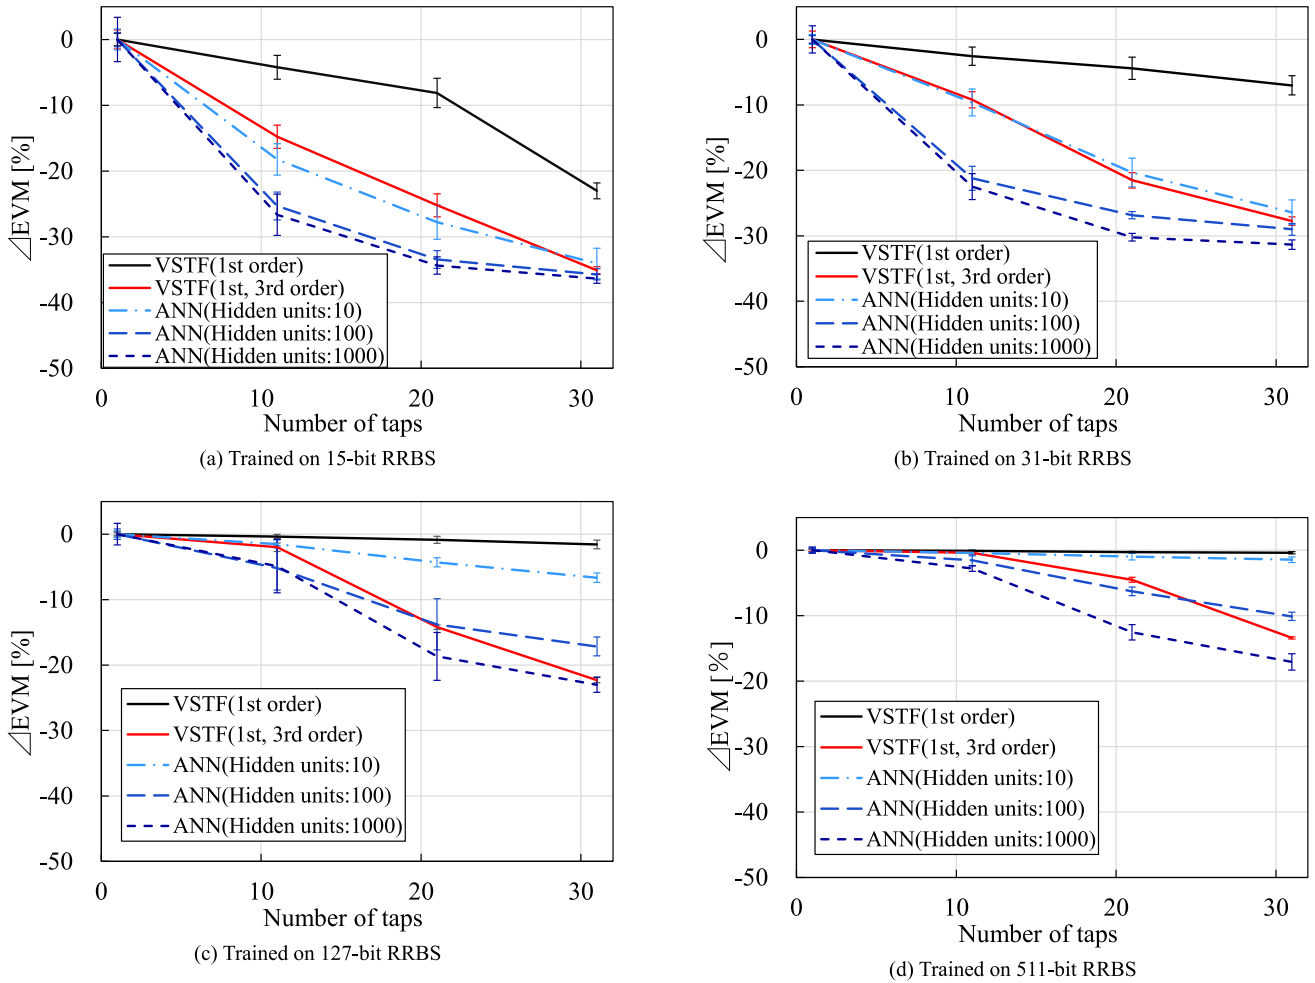 0
-10
-20
-30
-40
-50
⊿EVM [%]
VSTF(1st order)
VSTF(1st, 3rd order)
ANN(Hidden units:10)
ANN(Hidden units:100)
ANN(Hidden units:1000)
0 10 20 30
Number of taps
(a) Trained on 15-bit RRBS
0
-10
-20
-30
-40
-50
⊿EVM [%]
VSTF(1st order)
VSTF(1st, 3rd order)
ANN(Hidden units:10)
ANN(Hidden units:100)
ANN(Hidden units:1000)
0 10 20 30
Number of taps
(b) Trained on 31-bit RRBS
0
-10
-20
-30
-40
-50
⊿EVM [%]
VSTF(1st order)
VSTF(1st, 3rd order)
ANN(Hidden units:10)
ANN(Hidden units:100)
ANN(Hidden units:1000)
0 10 20 30
Number of taps
(c) Trained on 127-bit RRBS
0
-10
-20
-30
-40
-50
⊿EVM [%]
VSTF(1st order)
VSTF(1st, 3rd order)
ANN(Hidden units:10)
ANN(Hidden units:100)
ANN(Hidden units:1000)
0 10 20 30
Number of taps
(d) Trained on 511-bit RRBS